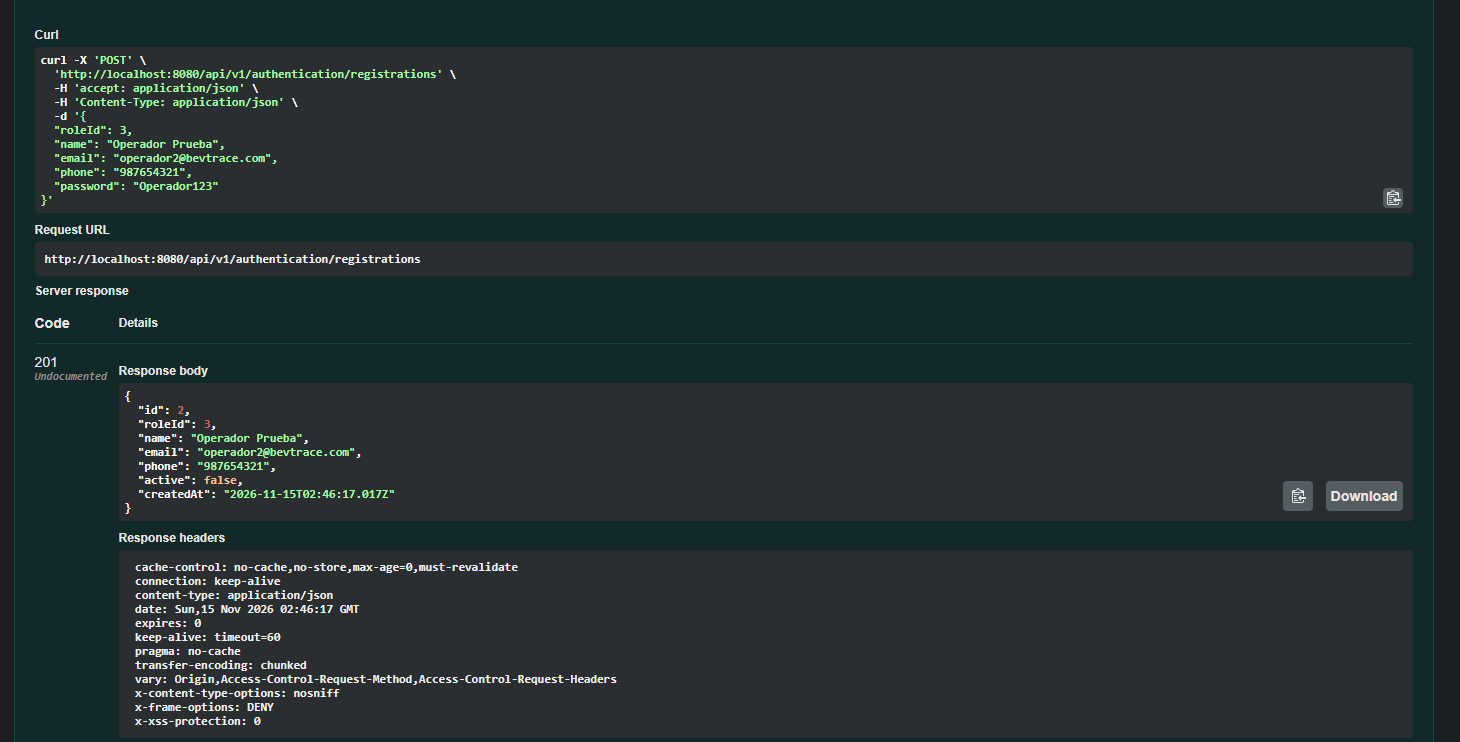 Curl
curl -X 'POST' \
  'http://localhost:8080/api/v1/authentication/registrations' \
  -H 'accept: application/json' \
  -H 'Content-Type: application/json' \
  -d '{
  "roleId": 3,
  "name": "Operador Prueba",
  "email": "operador2@bevtrace.com",
  "phone": "987654321",
  "password": "Operador123"
}'
Request URL
http://localhost:8080/api/v1/authentication/registrations
Server response
Code Details
201
Undocumented
Response body
{
  "id": 2,
  "roleId": 3,
  "name": "Operador Prueba",
  "email": "operador2@bevtrace.com",
  "phone": "987654321",
  "active": false,
  "createdAt": "2026-11-15T02:46:17.017Z"
}
Download
Response headers
cache-control: no-cache,no-store,max-age=0,must-revalidate
connection: keep-alive
content-type: application/json
date: Sun,15 Nov 2026 02:46:17 GMT
expires: 0
keep-alive: timeout=60
pragma: no-cache
transfer-encoding: chunked
vary: Origin,Access-Control-Request-Method,Access-Control-Request-Headers
x-content-type-options: nosniff
x-frame-options: DENY
x-xss-protection: 0